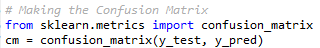 # Making the Confusion Matrix
from sklearn.metrics import confusion_matrix
cm = confusion_matrix(y_test, y_pred)